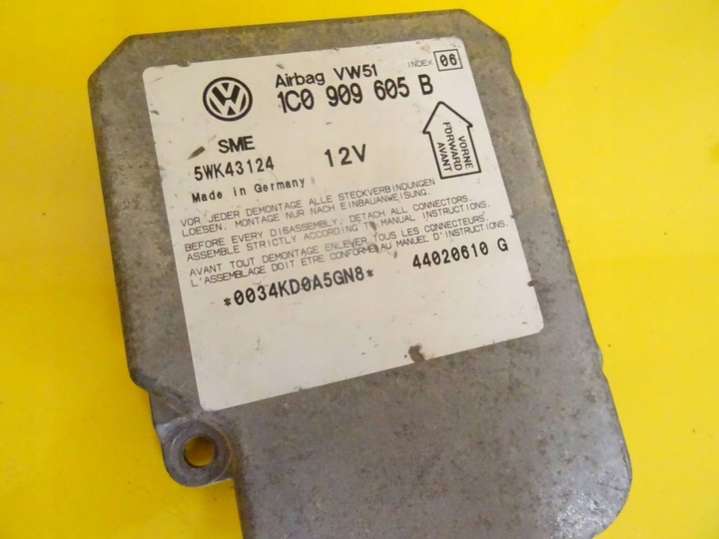 Airbag VW51 INDEX 06
1C0 909 605 B
SME
5WK43124 12V
Made in Germany
VORNE
FORWARD
AVANT
VOR JEDER DEMONTAGE ALLE STECKVERBINDUNGEN
LOESEN. MONTAGE NUR NACH EINBAUANWEISUNG.
BEFORE EVERY DISASSEMBLY, DETACH ALL CONNECTORS.
ASSEMBLE STRICTLY ACCORDING TO MANUAL INSTRUCTIONS.
AVANT TOUT DEMONTAGE ENLEVER TOUS LES CONNECTEURS.
L'ASSEMBLAGE DOIT ETRE CONFORME AU MANUEL D'INSTRUCTIONS.
*0034KD0A5GN8* 44020610 G